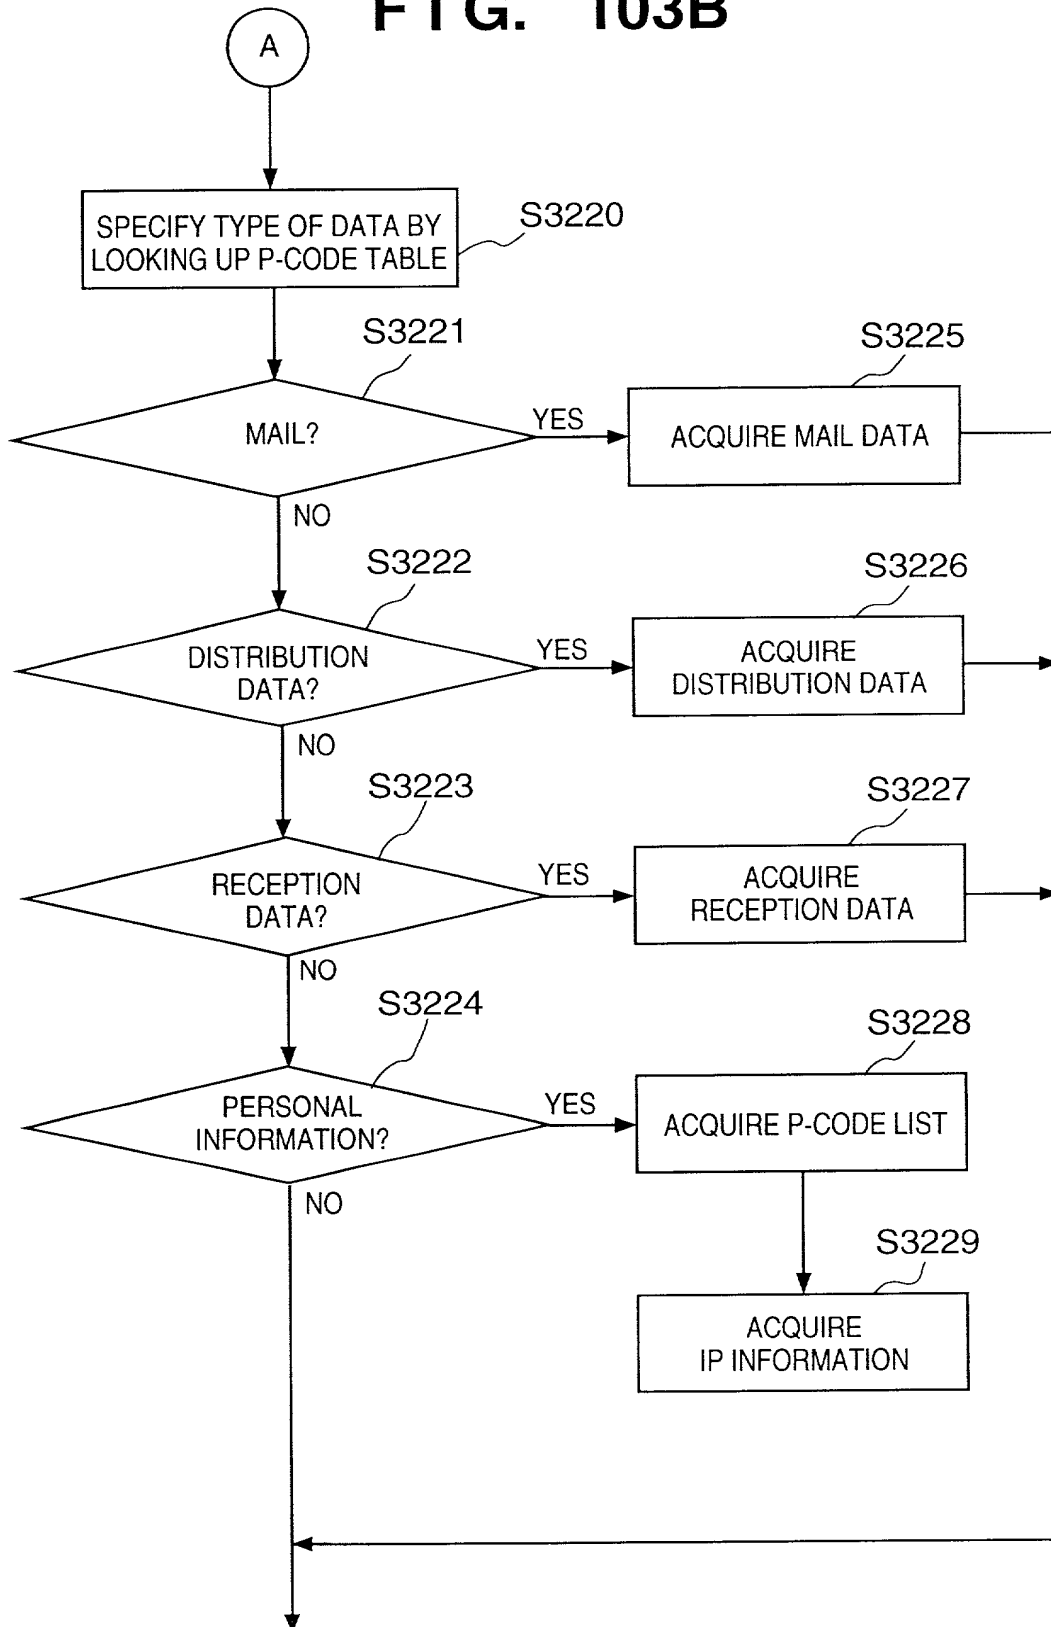 FIG. 103B
A
SPECIFY TYPE OF DATA BY
LOOKING UP P-CODE TABLE
S3220
S3221
MAIL?
YES
NO
S3225
ACQUIRE MAIL DATA
S3222
DISTRIBUTION
DATA?
YES
NO
S3226
ACQUIRE
DISTRIBUTION DATA
S3223
RECEPTION
DATA?
YES
NO
S3227
ACQUIRE
RECEPTION DATA
S3224
PERSONAL
INFORMATION?
YES
NO
S3228
ACQUIRE P-CODE LIST
S3229
ACQUIRE
IP INFORMATION